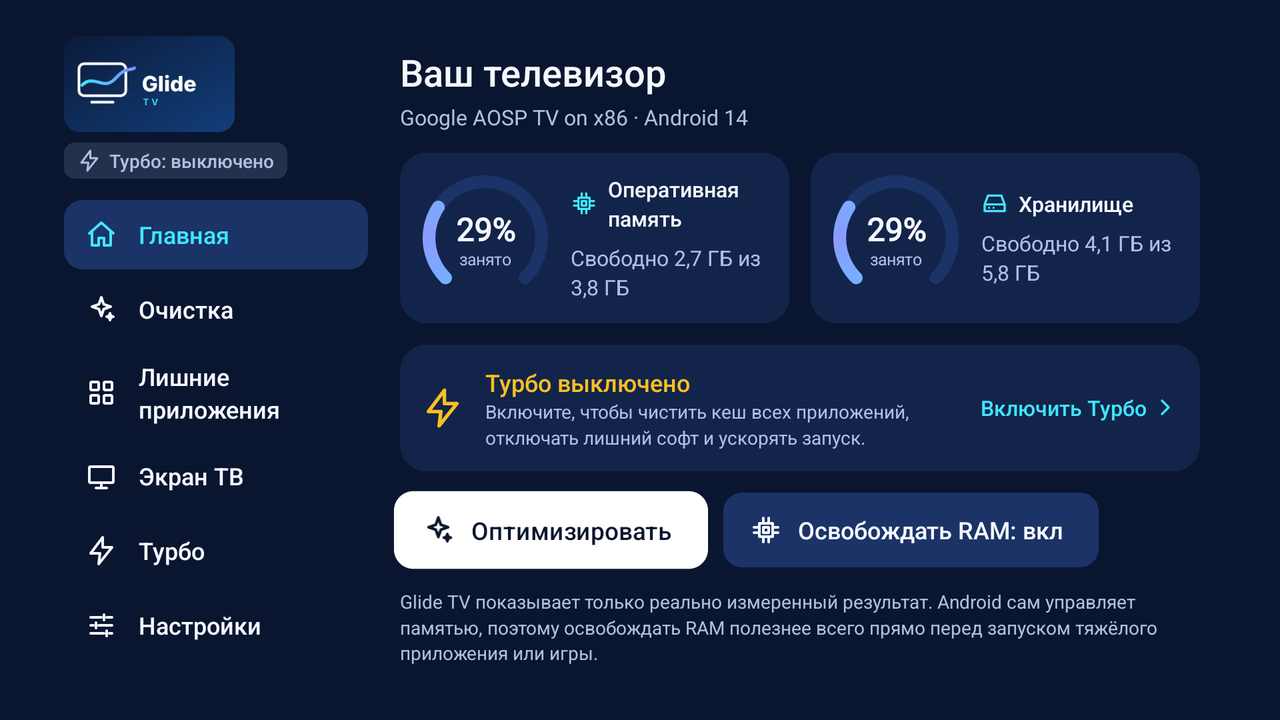 Glide
TV
Турбо: выключено
Главная
Очистка
Лишние
приложения
Экран ТВ
Турбо
Настройки
Ваш телевизор
Google AOSP TV on x86 · Android 14
29%
занято
Оперативная
память
Свободно 2,7 ГБ из
3,8 ГБ
29%
занято
Хранилище
Свободно 4,1 ГБ из
5,8 ГБ
Турбо выключено
Включите, чтобы чистить кеш всех приложений,
отключать лишний софт и ускорять запуск.
Включить Турбо
Оптимизировать
Освобождать RAM: вкл
Glide TV показывает только реально измеренный результат. Android сам управляет
памятью, поэтому освобождать RAM полезнее всего прямо перед запуском тяжёлого
приложения или игры.